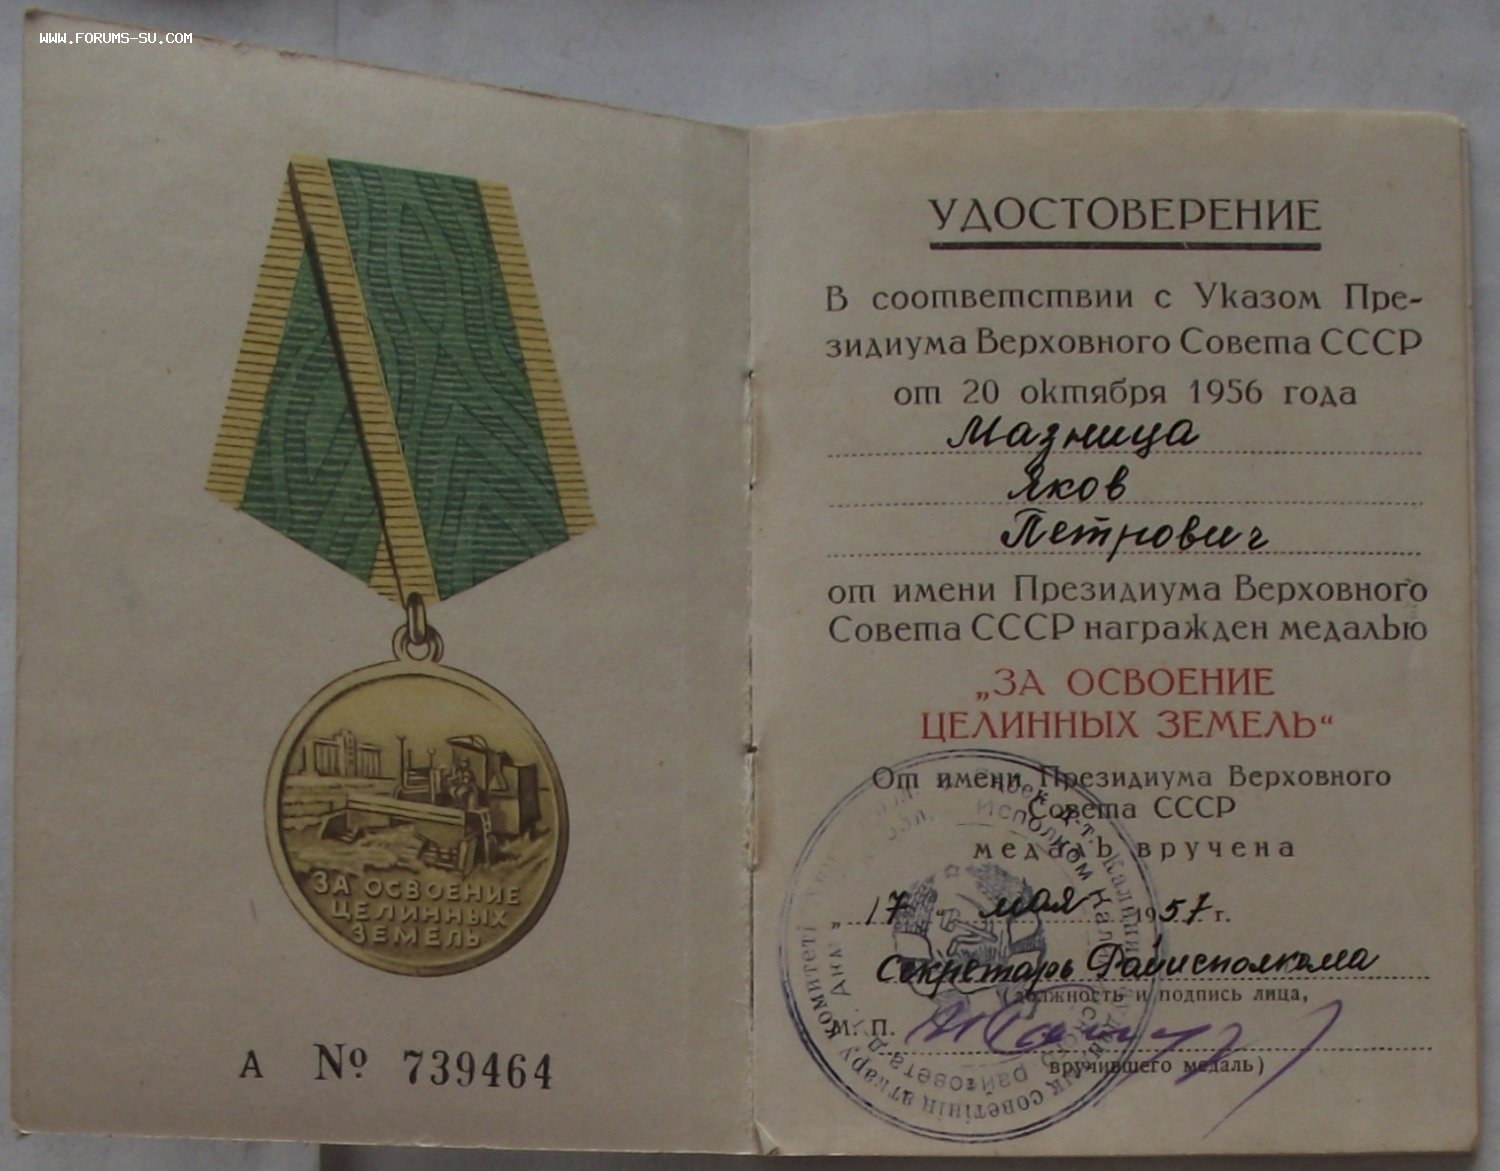 WWW.FORUMS-SU.COM
ЗА ОСВОЕНИЕ
ЦЕЛИННЫХ
ЗЕМЕЛЬ
А № 739464
УДОСТОВЕРЕНИЕ
В соответствии с Указом Пре-
зидиума Верховного Совета СССР
от 20 октября 1956 года
Мазница
Яков
Петрович
от имени Президиума Верховного
Совета СССР награжден медалью
„ЗА ОСВОЕНИЕ
ЦЕЛИННЫХ ЗЕМЕЛЬ“
От имени Президиума Верховного
Совета СССР
медаль вручена
„17 “ мая 1957 г.
Секретарь Райисполкома
(должность и подпись лица,
М. П.
вручившего медаль)